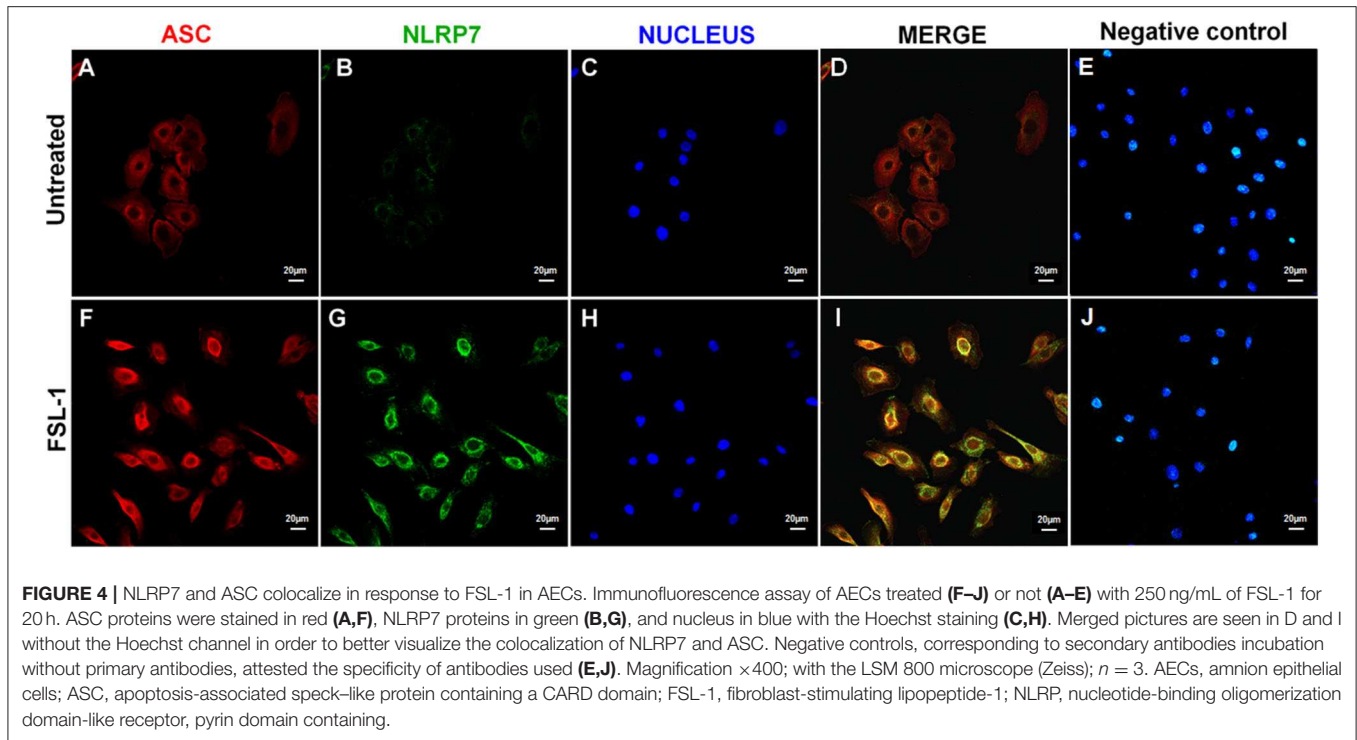 ASC NLRP7 NUCLEUS MERGE Negative control
Untreated
A B C D E
20µm 20µm 20µm 20µm 20µm
FSL-1
F G H I J
20µm 20µm 20µm 20µm 20µm
FIGURE 4 | NLRP7 and ASC colocalize in response to FSL-1 in AECs. Immunofluorescence assay of AECs treated (F–J) or not (A–E) with 250 ng/mL of FSL-1 for
20 h. ASC proteins were stained in red (A,F), NLRP7 proteins in green (B,G), and nucleus in blue with the Hoechst staining (C,H). Merged pictures are seen in D and I
without the Hoechst channel in order to better visualize the colocalization of NLRP7 and ASC. Negative controls, corresponding to secondary antibodies incubation
without primary antibodies, attested the specificity of antibodies used (E,J). Magnification ×400; with the LSM 800 microscope (Zeiss); n = 3. AECs, amnion epithelial
cells; ASC, apoptosis-associated speck–like protein containing a CARD domain; FSL-1, fibroblast-stimulating lipopeptide-1; NLRP, nucleotide-binding oligomerization
domain-like receptor, pyrin domain containing.